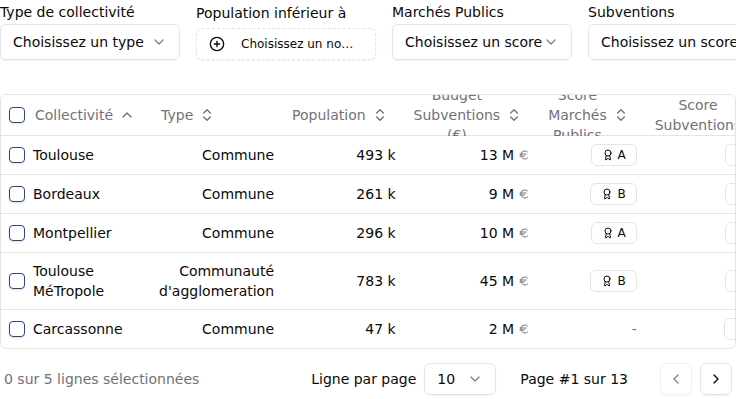 Type de collectivité
Population inférieur à
Marchés Publics
Subventions
Choisissez un type
Choisissez un no...
Choisissez un score
Choisissez un score
Collectivité
Type
Population
Budget
Subventions
(€)
Score
Marchés
Publics
Score
Subvention
Toulouse Commune 493 k 13 M € A
Bordeaux Commune 261 k 9 M € B
Montpellier Commune 296 k 10 M € A
Toulouse
MéTropole
Communauté
d'agglomeration
783 k 45 M € B
Carcassonne Commune 47 k 2 M € -
0 sur 5 lignes sélectionnées
Ligne par page 10 Page #1 sur 13